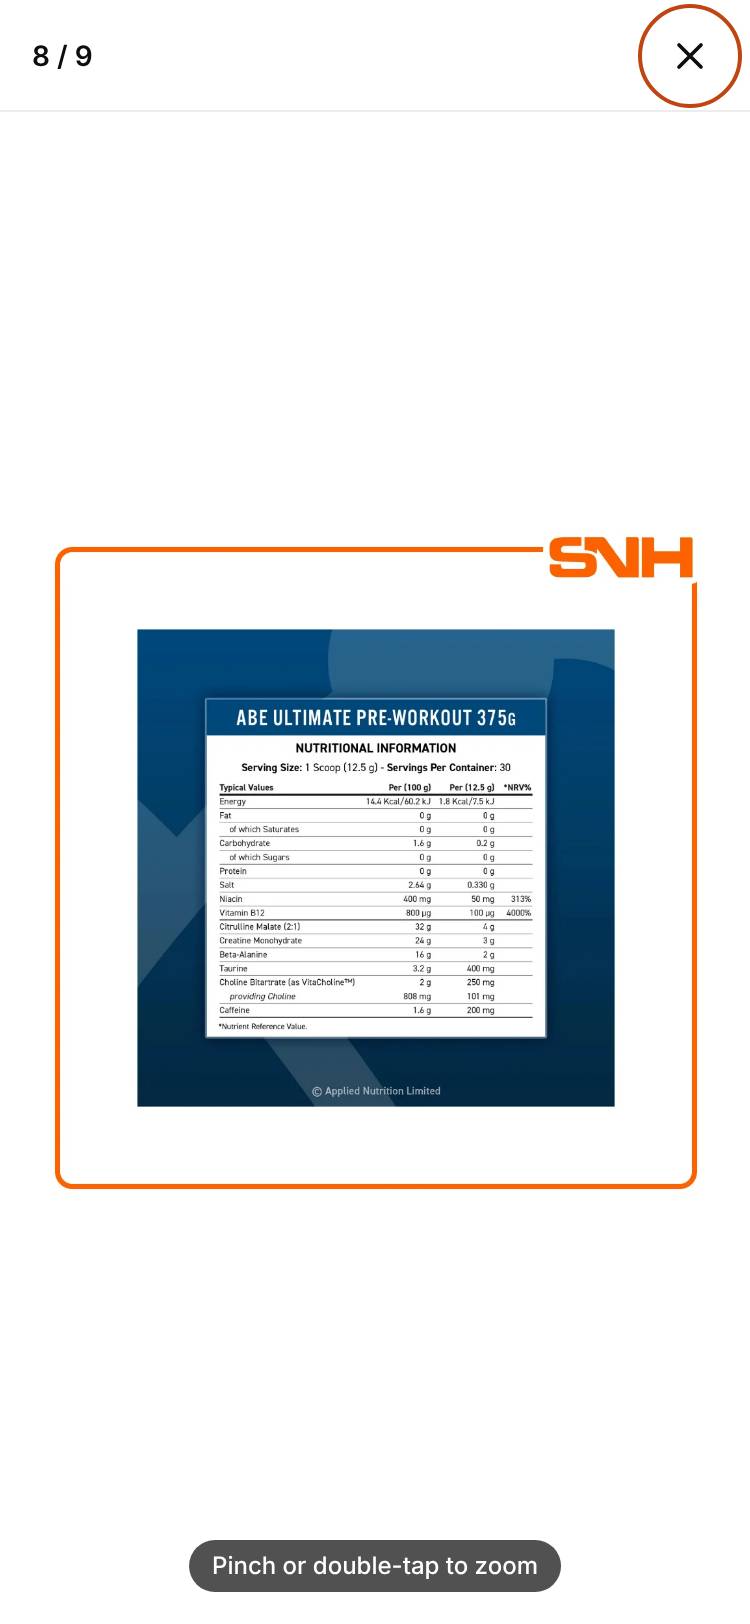 8 / 9
SNH
ABE ULTIMATE PRE-WORKOUT 375G
NUTRITIONAL INFORMATION
Serving Size: 1 Scoop (12.5 g) - Servings Per Container: 30
Typical Values Per (100 g) Per (12.5 g) *NRV%
Energy 14.4 Kcal/60.2 kJ 1.8 Kcal/7.5 kJ
Fat 0 g 0 g
of which Saturates 0 g 0 g
Carbohydrate 1.6 g 0.2 g
of which Sugars 0 g 0 g
Protein 0 g 0 g
Salt 2.64 g 0.330 g
Niacin 400 mg 50 mg 313%
Vitamin B12 800 µg 100 µg 4000%
Citrulline Malate (2:1) 32 g 4 g
Creatine Monohydrate 24 g 3 g
Beta-Alanine 16 g 2 g
Taurine 3.2 g 400 mg
Choline Bitartrate (as VitaCholine™) 2 g 250 mg
providing Choline 808 mg 101 mg
Caffeine 1.6 g 200 mg
*Nutrient Reference Value.
© Applied Nutrition Limited
Pinch or double-tap to zoom